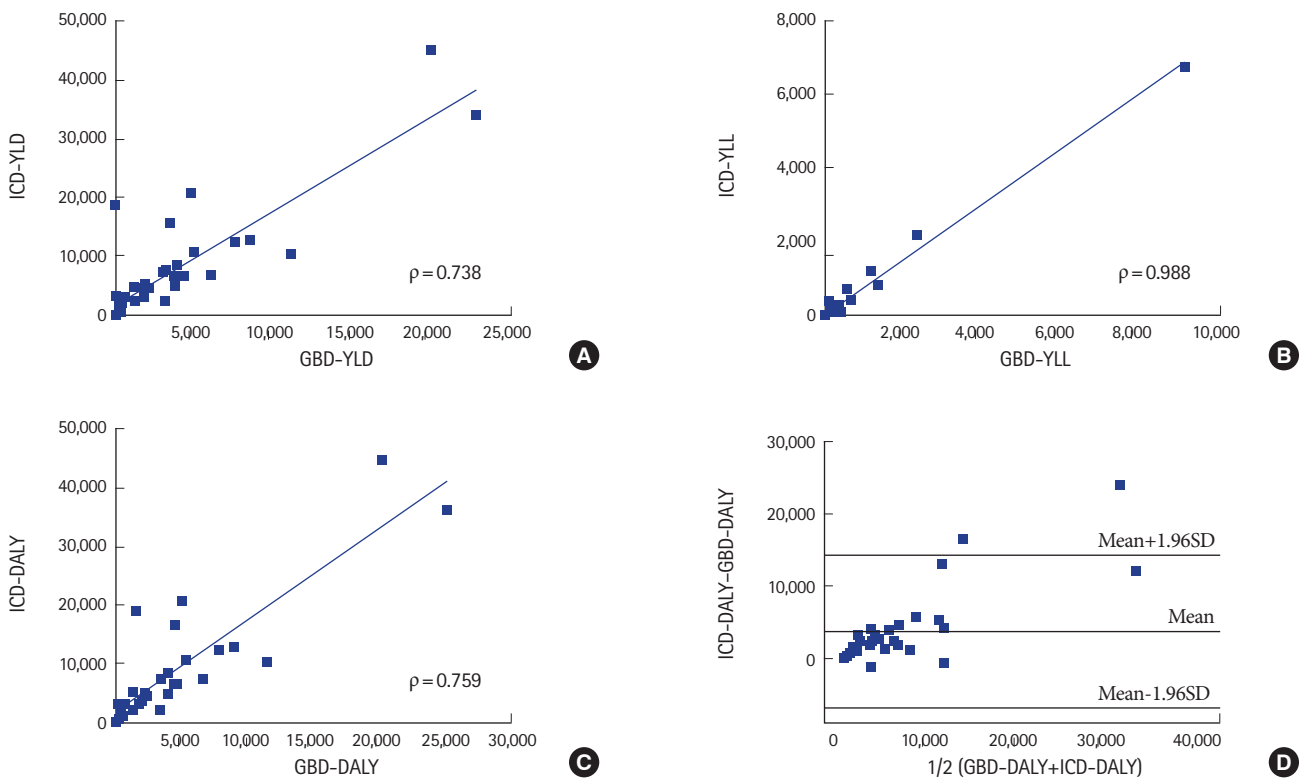 50,000
40,000
30,000
20,000
10,000
0
ICD-YLD
ρ=0.738
5,000 10,000 15,000 20,000 25,000
GBD-YLD
A
8,000
6,000
4,000
2,000
0
ICD-YLL
ρ=0.988
2,000 4,000 6,000 8,000 10,000
GBD-YLL
B
50,000
40,000
30,000
20,000
10,000
0
ICD-DALY
ρ=0.759
5,000 10,000 15,000 20,000 25,000 30,000
GBD-DALY
C
30,000
20,000
10,000
0
ICD-DALY-GBD-DALY
Mean+1.96SD
Mean
Mean-1.96SD
0 10,000 20,000 30,000 40,000
1/2 (GBD-DALY+ICD-DALY)
D